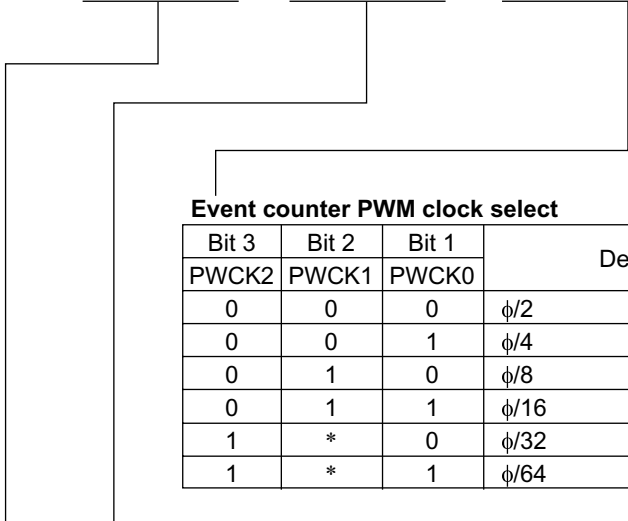 Event counter PWM clock select
Bit 3 Bit 2 Bit 1 De
PWCK2 PWCK1 PWCK0
0 0 0 ϕ/2
0 0 1 ϕ/4
0 1 0 ϕ/8
0 1 1 ϕ/16
1 * 0 ϕ/32
1 * 1 ϕ/64